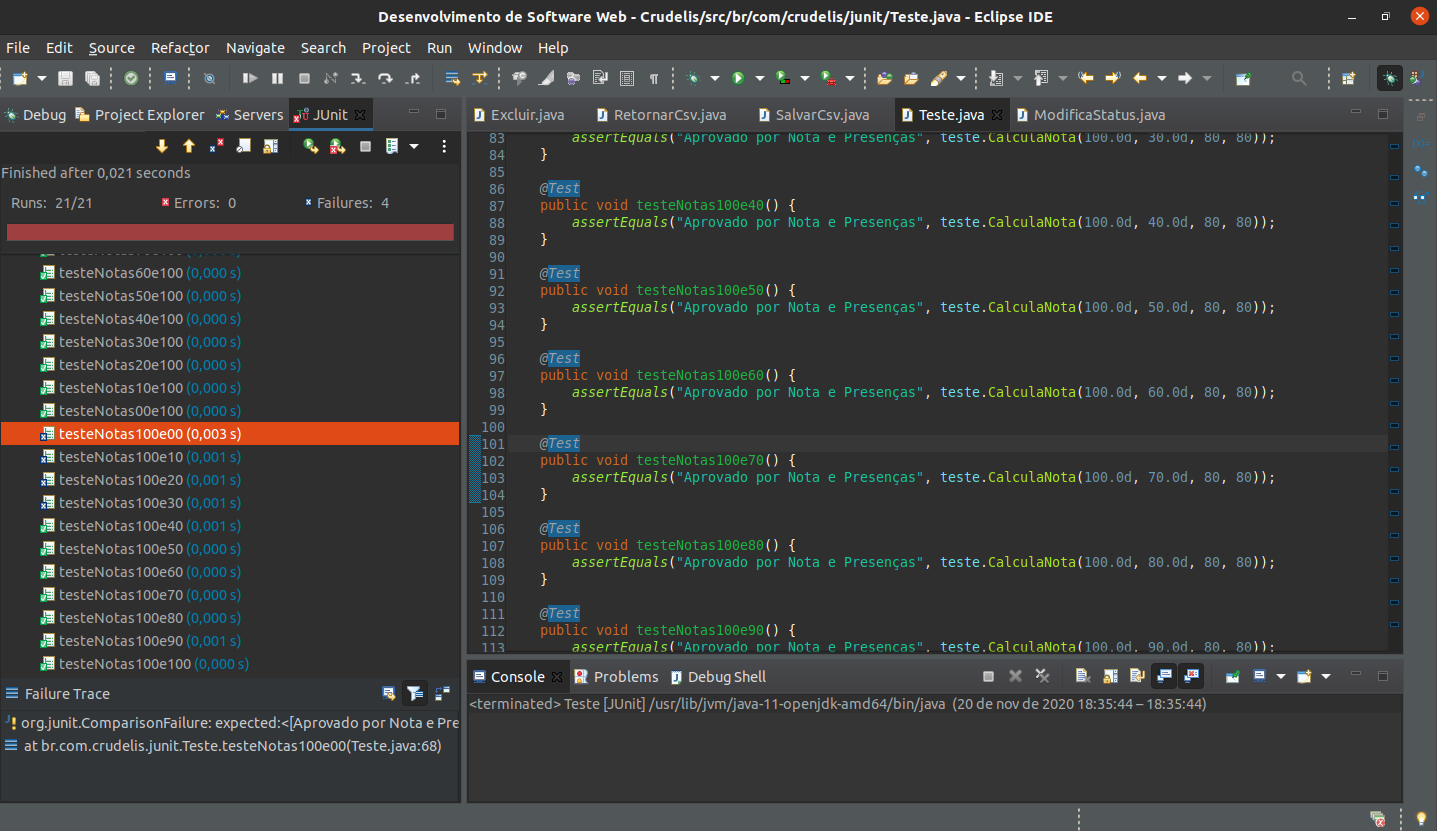 Desenvolvimento de Software Web - Crudelis/src/br/com/crudelis/junit/Teste.java - Eclipse IDE
File Edit Source Refactor Navigate Search Project Run Window Help
Debug Project Explorer Servers JUnit
Finished after 0,021 seconds
Runs: 21/21 Errors: 0 Failures: 4
testeNotas60e100 (0,000 s)
testeNotas50e100 (0,000 s)
testeNotas40e100 (0,000 s)
testeNotas30e100 (0,000 s)
testeNotas20e100 (0,000 s)
testeNotas10e100 (0,000 s)
testeNotas00e100 (0,000 s)
testeNotas100e00 (0,003 s)
testeNotas100e10 (0,001 s)
testeNotas100e20 (0,001 s)
testeNotas100e30 (0,001 s)
testeNotas100e40 (0,001 s)
testeNotas100e50 (0,000 s)
testeNotas100e60 (0,000 s)
testeNotas100e70 (0,000 s)
testeNotas100e80 (0,000 s)
testeNotas100e90 (0,001 s)
testeNotas100e100 (0,000 s)
Failure Trace
org.junit.ComparisonFailure: expected:<[Aprovado por Nota e Pre
at br.com.crudelis.junit.Teste.testeNotas100e00(Teste.java:68)
Excluir.java RetornarCsv.java SalvarCsv.java Teste.java ModificaStatus.java
83 assertEquals("Aprovado por Nota e Presenças", teste.CalculaNota(100.0d, 30.0d, 80, 80));
84 }
85
86 @Test
87 public void testeNotas100e40() {
88 assertEquals("Aprovado por Nota e Presenças", teste.CalculaNota(100.0d, 40.0d, 80, 80));
89 }
90
91 @Test
92 public void testeNotas100e50() {
93 assertEquals("Aprovado por Nota e Presenças", teste.CalculaNota(100.0d, 50.0d, 80, 80));
94 }
95
96 @Test
97 public void testeNotas100e60() {
98 assertEquals("Aprovado por Nota e Presenças", teste.CalculaNota(100.0d, 60.0d, 80, 80));
99 }
100
101 @Test
102 public void testeNotas100e70() {
103 assertEquals("Aprovado por Nota e Presenças", teste.CalculaNota(100.0d, 70.0d, 80, 80));
104 }
105
106 @Test
107 public void testeNotas100e80() {
108 assertEquals("Aprovado por Nota e Presenças", teste.CalculaNota(100.0d, 80.0d, 80, 80));
109 }
110
111 @Test
112 public void testeNotas100e90() {
113 assertEquals("Aprovado por Nota e Presenças", teste.CalculaNota(100.0d, 90.0d, 80, 80));
Console Problems Debug Shell
<terminated> Teste [JUnit] /usr/lib/jvm/java-11-openjdk-amd64/bin/java (20 de nov de 2020 18:35:44 – 18:35:44)